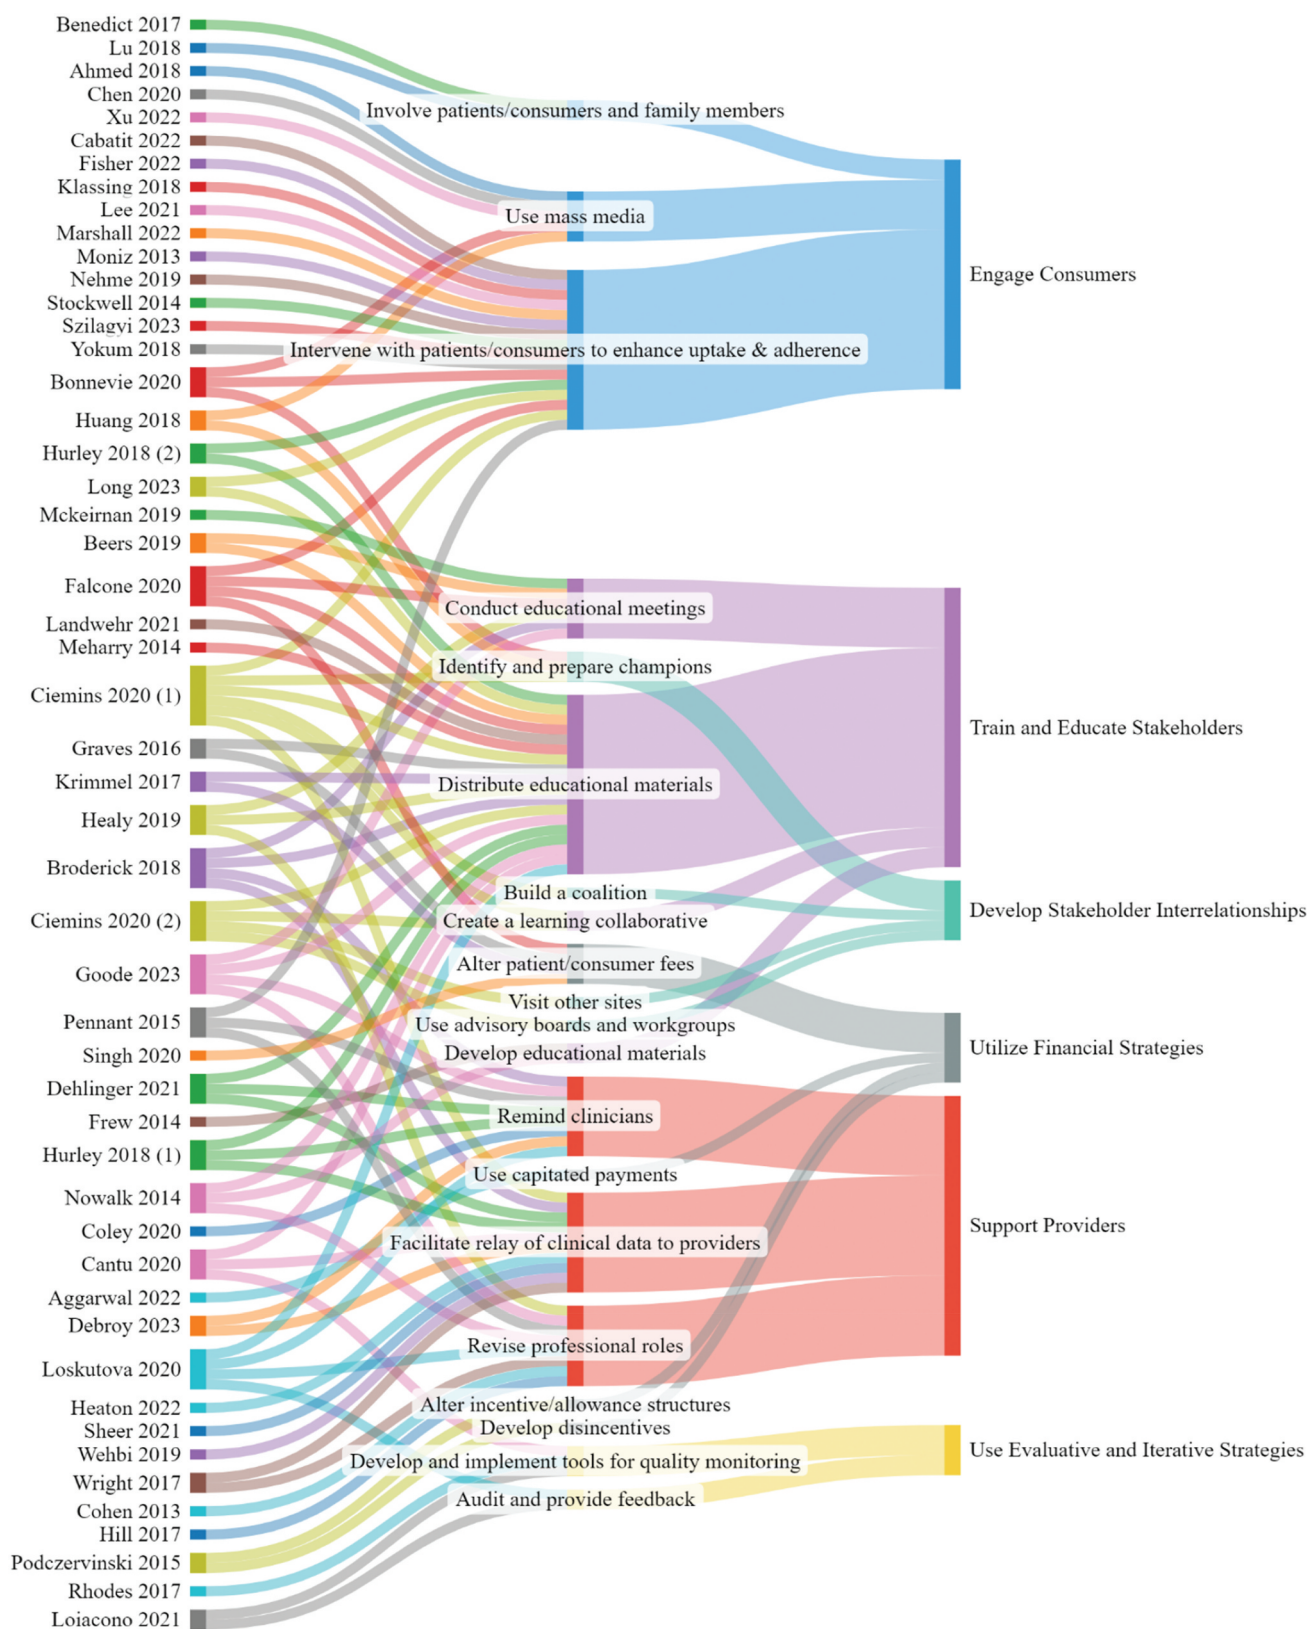 Benedict 2017
Lu 2018
Ahmed 2018
Chen 2020
Xu 2022
Cabatit 2022
Fisher 2022
Klassing 2018
Lee 2021
Marshall 2022
Moniz 2013
Nehme 2019
Stockwell 2014
Szilagyi 2023
Yokum 2018
Bonnevie 2020
Huang 2018
Hurley 2018 (2)
Long 2023
Mckeirnan 2019
Beers 2019
Falcone 2020
Landwehr 2021
Meharry 2014
Ciemins 2020 (1)
Graves 2016
Krimmel 2017
Healy 2019
Broderick 2018
Ciemins 2020 (2)
Goode 2023
Pennant 2015
Singh 2020
Dehlinger 2021
Frew 2014
Hurley 2018 (1)
Nowalk 2014
Coley 2020
Cantu 2020
Aggarwal 2022
Debroy 2023
Loskutova 2020
Heaton 2022
Sheer 2021
Wehbi 2019
Wright 2017
Cohen 2013
Hill 2017
Podczervinski 2015
Rhodes 2017
Loiacono 2021
Involve patients/consumers and family members
Use mass media
Intervene with patients/consumers to enhance uptake & adherence
Conduct educational meetings
Identify and prepare champions
Distribute educational materials
Build a coalition
Create a learning collaborative
Alter patient/consumer fees
Visit other sites
Use advisory boards and workgroups
Develop educational materials
Remind clinicians
Use capitated payments
Facilitate relay of clinical data to providers
Revise professional roles
Alter incentive/allowance structures
Develop disincentives
Develop and implement tools for quality monitoring
Audit and provide feedback
Engage Consumers
Train and Educate Stakeholders
Develop Stakeholder Interrelationships
Utilize Financial Strategies
Support Providers
Use Evaluative and Iterative Strategies